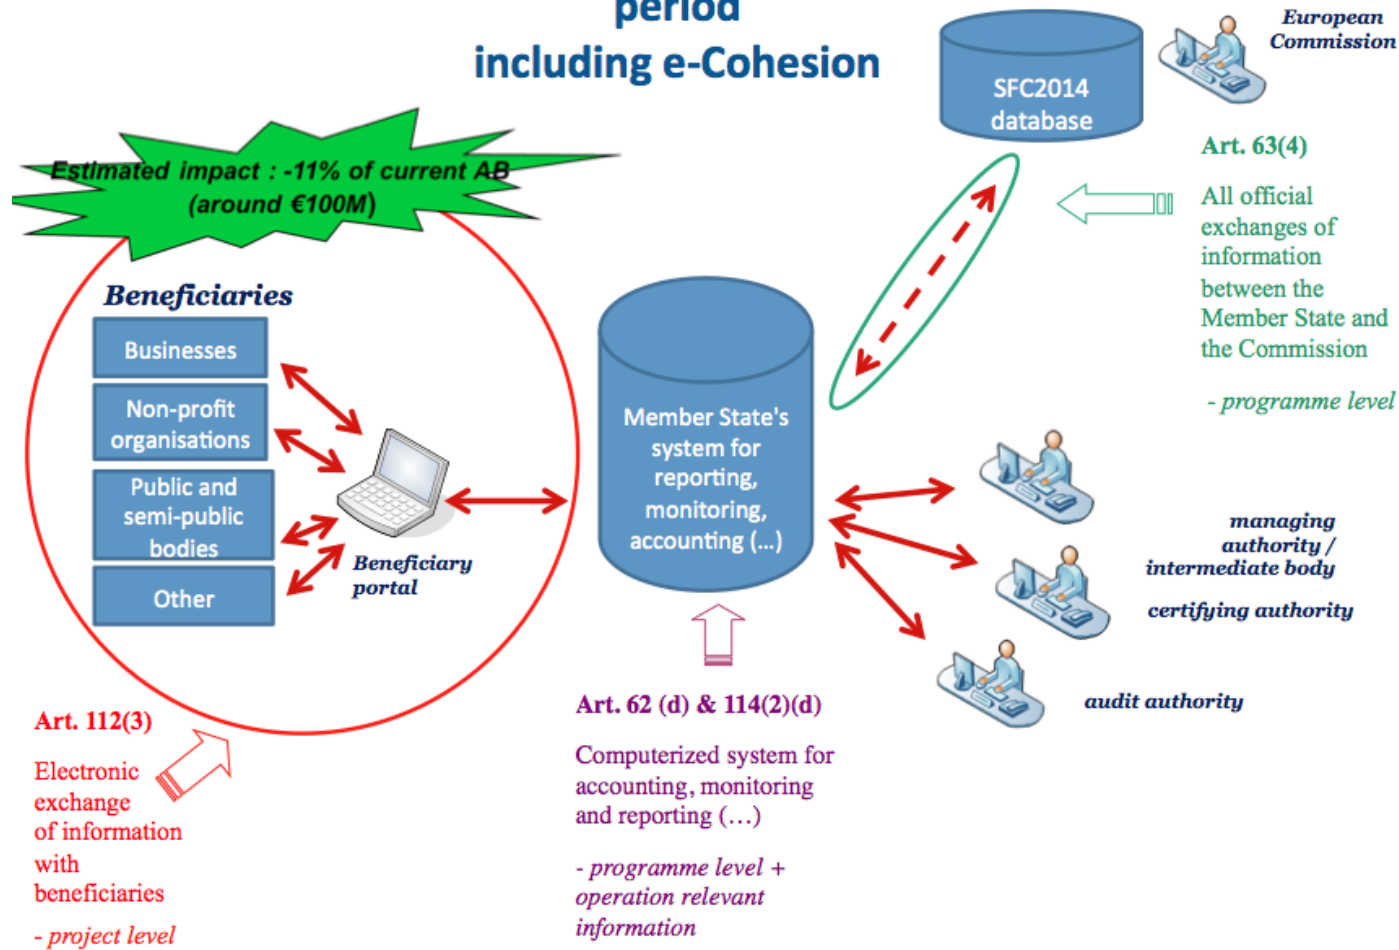 period
including e-Cohesion
European
Commission
SFC2014
database
Art. 63(4)
All official
exchanges of
information
between the
Member State and
the Commission
- programme level
Estimated impact : -11% of current AB
(around €100M)
Beneficiaries
Businesses
Non-profit
organisations
Public and
semi-public
bodies
Other
Beneficiary
portal
Member State's
system for
reporting,
monitoring,
accounting (...)
managing
authority /
intermediate body
certifying authority
audit authority
Art. 112(3)
Electronic
exchange
of information
with
beneficiaries
- project level
Art. 62 (d) & 114(2)(d)
Computerized system for
accounting, monitoring
and reporting (…)
- programme level +
operation relevant
information